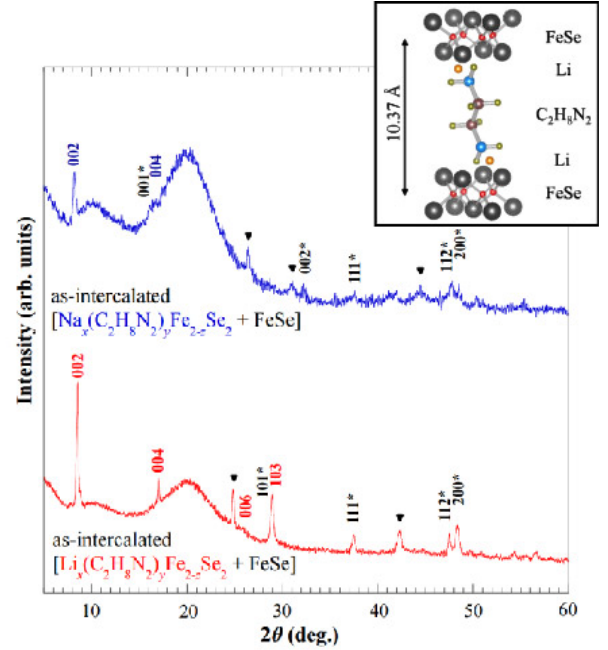 FeSe
Li
C₂H₈N₂
Li
FeSe
10.37 Å
Intensity (arb. units)
002
001*
004
002*
111*
112*
200*
as-intercalated
[Naₓ(C₂H₈N₂)ᵧFe₂₋zSe₂ + FeSe]
002
004
101*
006
103
111*
112*
200*
as-intercalated
[Liₓ(C₂H₈N₂)ᵧFe₂₋zSe₂ + FeSe]
10 20 30 40 50 60
2θ (deg.)